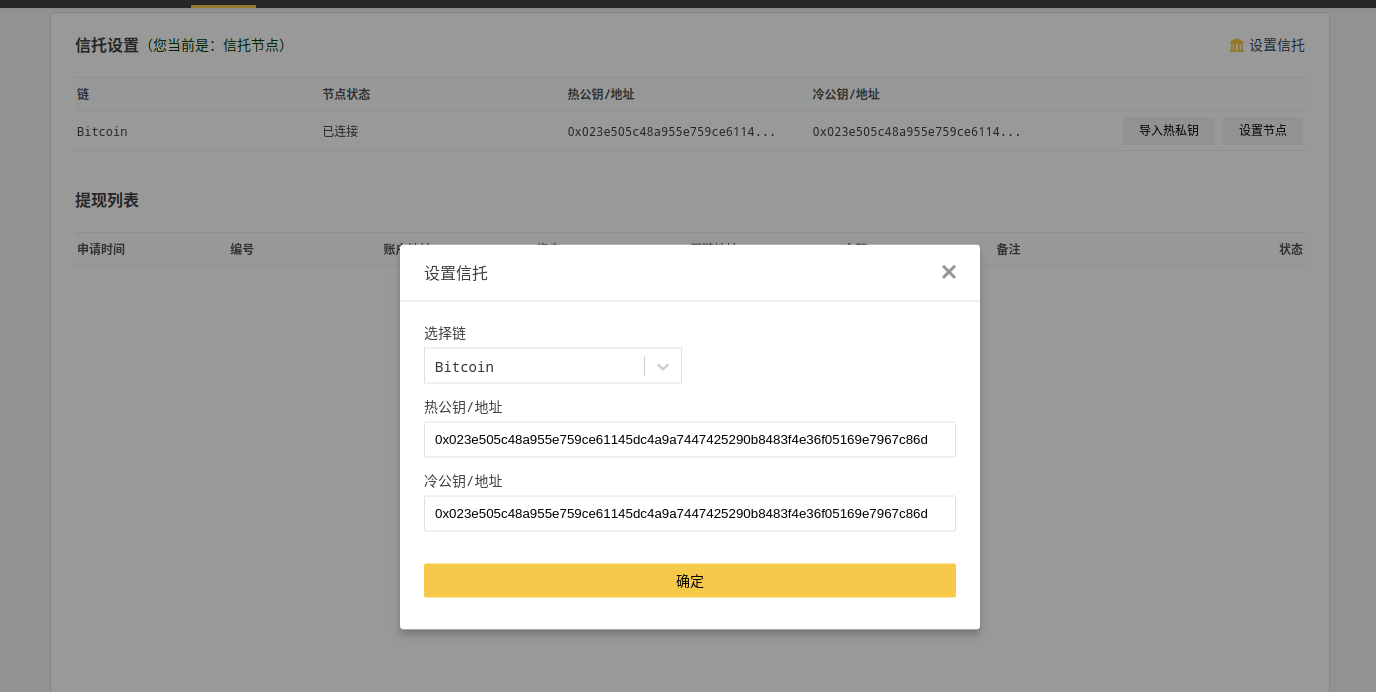 信托设置（您当前是：信托节点）
设置信托
链 节点状态 热公钥/地址 冷公钥/地址
Bitcoin 已连接 0x023e505c48a955e759ce6114... 0x023e505c48a955e759ce6114... 导入热私钥 设置节点
提现列表
申请时间 编号 备注 状态
设置信托
选择链
Bitcoin
热公钥/地址
0x023e505c48a955e759ce61145dc4a9a7447425290b8483f4e36f05169e7967c86d
冷公钥/地址
0x023e505c48a955e759ce61145dc4a9a7447425290b8483f4e36f05169e7967c86d
确定